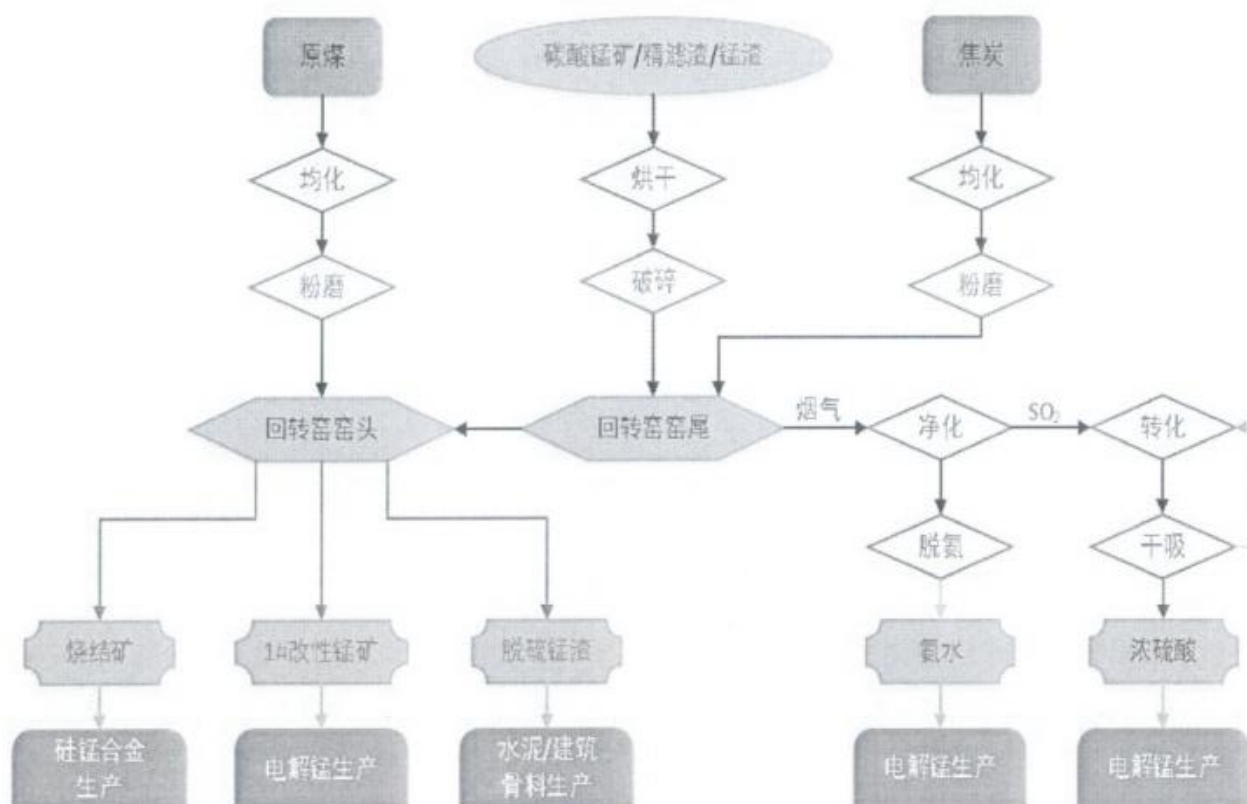 原煤
碳酸锰矿/精滤渣/锰渣
焦炭
均化
烘干
均化
粉磨
破碎
粉磨
回转窑窑头
回转窑窑尾
烟气
净化
SO₂
转化
脱氨
干吸
烧结矿
1#改性锰矿
脱硫锰渣
氨水
浓硫酸
硅锰合金
生产
电解锰生产
水泥/建筑
骨料生产
电解锰生产
电解锰生产